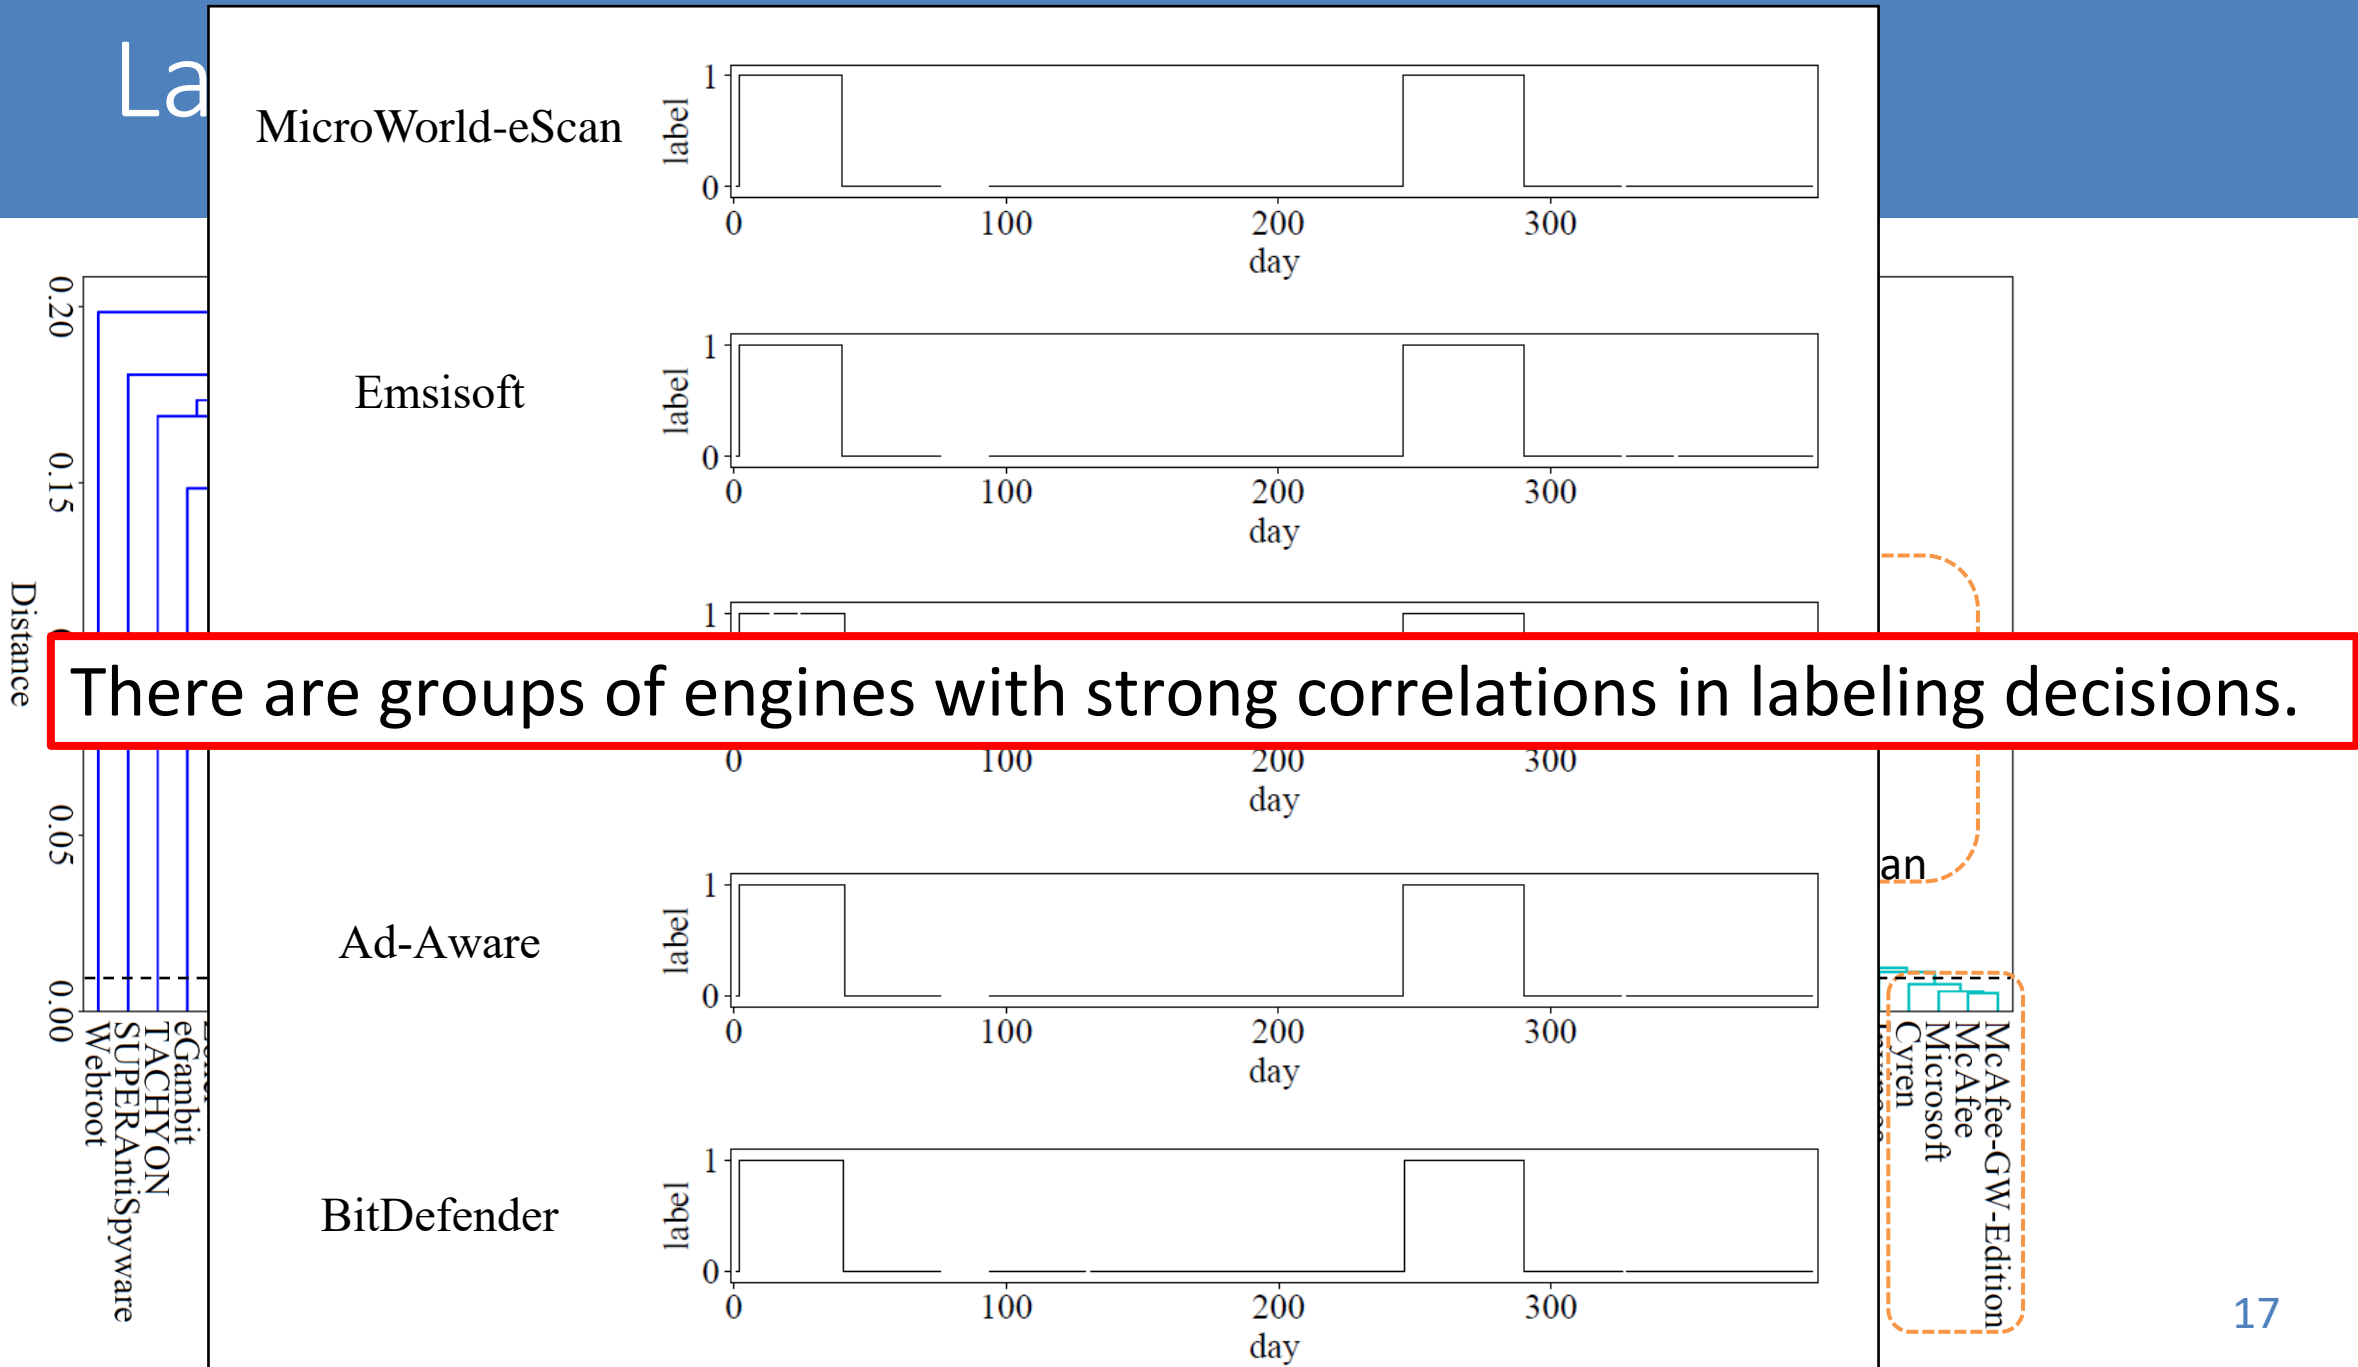 La
MicroWorld-eScan
label
1
0
0 100 200 300
day
Emsisoft
label
1
0
0 100 200 300
day
1
There are groups of engines with strong correlations in labeling decisions.
0 100 200 300
day
Ad-Aware
label
1
0
0 100 200 300
day
BitDefender
label
1
0
0 100 200 300
day
Distance
0.20
0.15
0.05
0.00
Webroot
SUPERAntiSpyware
TACHYON
eGambit
an
Cyren
Microsoft
McAfee
McAfee-GW-Edition
17